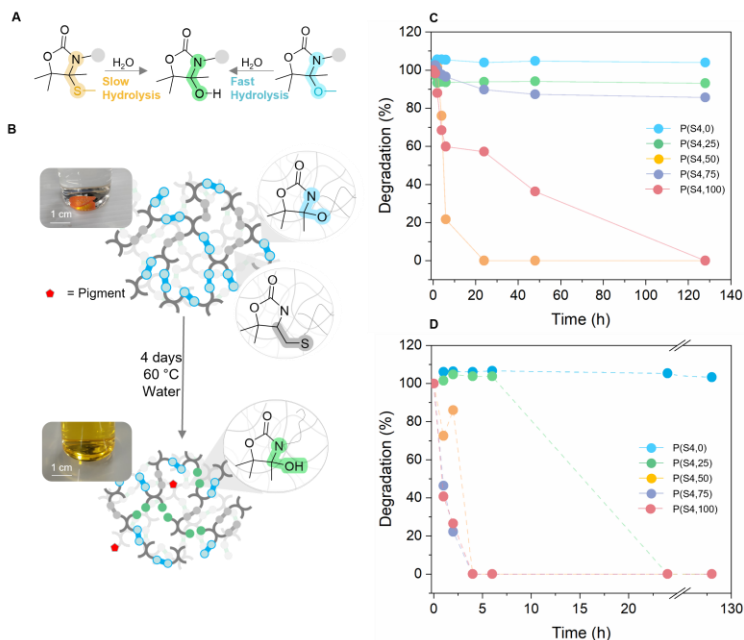 A
O
O
N
S
H₂O
Slow
Hydrolysis
O
O
N
O-H
H₂O
Fast
Hydrolysis
O
O
N
O
B
1 cm
= Pigment
O
O
N
O
O
O
N
S
4 days
60 °C
Water
1 cm
O
O
N
OH
C
Degradation (%)
120
100
80
60
40
20
0
P(S4,0)
P(S4,25)
P(S4,50)
P(S4,75)
P(S4,100)
0 20 40 60 80 100 120 140
Time (h)
D
Degradation (%)
120
100
80
60
40
20
0
P(S4,0)
P(S4,25)
P(S4,50)
P(S4,75)
P(S4,100)
0 5 10 15 20 130
Time (h)